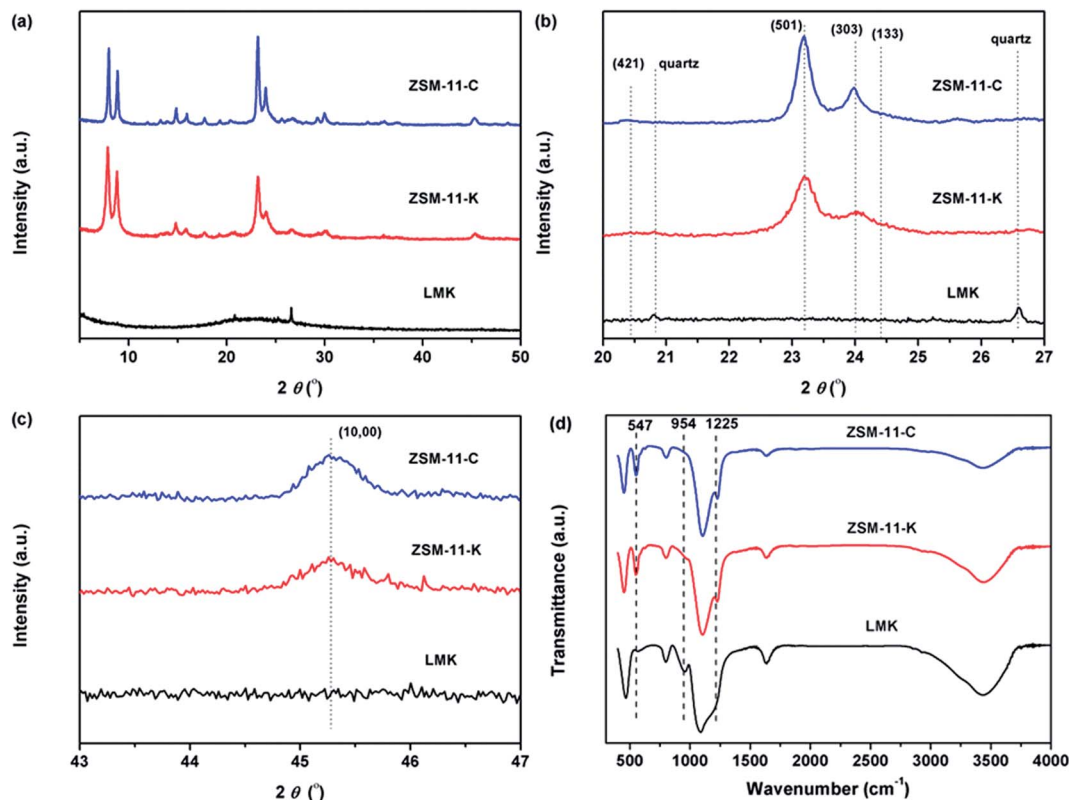 (a)
ZSM-11-C
ZSM-11-K
LMK
Intensity (a.u.)
10 20 30 40 50
2 θ (°)
(b)
(421)
quartz
(501)
(303)
(133)
quartz
ZSM-11-C
ZSM-11-K
LMK
Intensity (a.u.)
20 21 22 23 24 25 26 27
2 θ (°)
(c)
(10,00)
ZSM-11-C
ZSM-11-K
LMK
Intensity (a.u.)
43 44 45 46 47
2 θ (°)
(d)
547 954 1225
ZSM-11-C
ZSM-11-K
LMK
Transmittance (a.u.)
500 1000 1500 2000 2500 3000 3500 4000
Wavenumber (cm⁻¹)